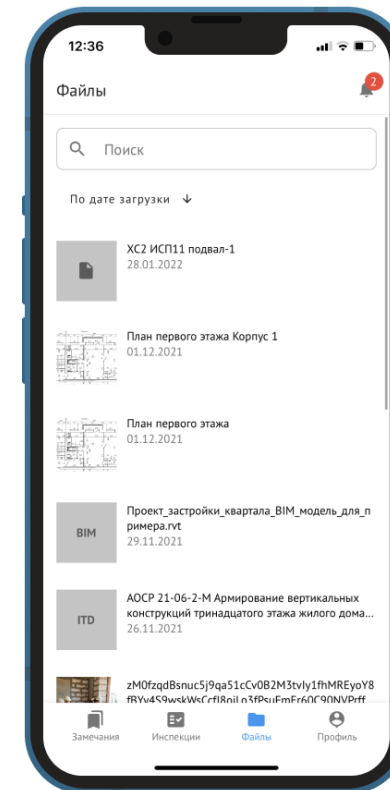 12:36
Файлы
2
Поиск
По дате загрузки
ХС2 ИСП11 подвал-1
28.01.2022
План первого этажа Корпус 1
01.12.2021
План первого этажа
01.12.2021
BIM
Проект_застройки_квартала_BIM_модель_для_п
римера.rvt
29.11.2021
ITD
АОСР 21-06-2-М Армирование вертикальных
конструкций тринадцатого этажа жилого дома...
26.11.2021
zM0fzqdBsnuc5j9qa51cCv0B2M3tvIy1fhMREyoY8
Замечания
Инспекции
Файлы
Профиль